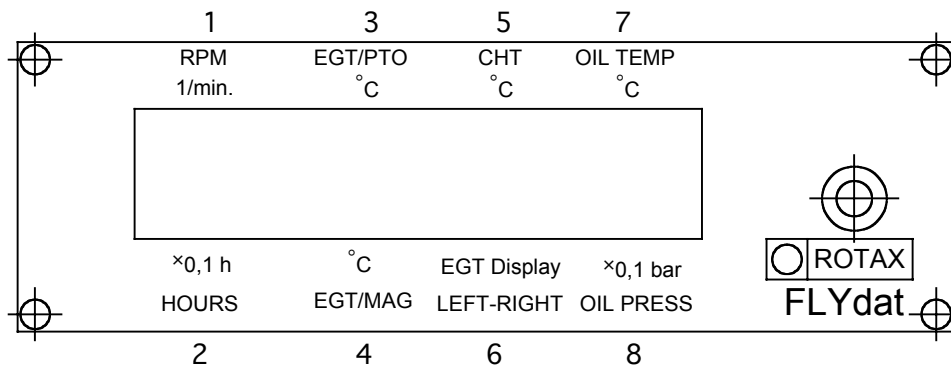 1 3 5 7
RPM EGT/PTO CHT OIL TEMP
1/min. °C °C °C
×0,1 h °C EGT Display ×0,1 bar
HOURS EGT/MAG LEFT-RIGHT OIL PRESS
ROTAX
FLYdat
2 4 6 8